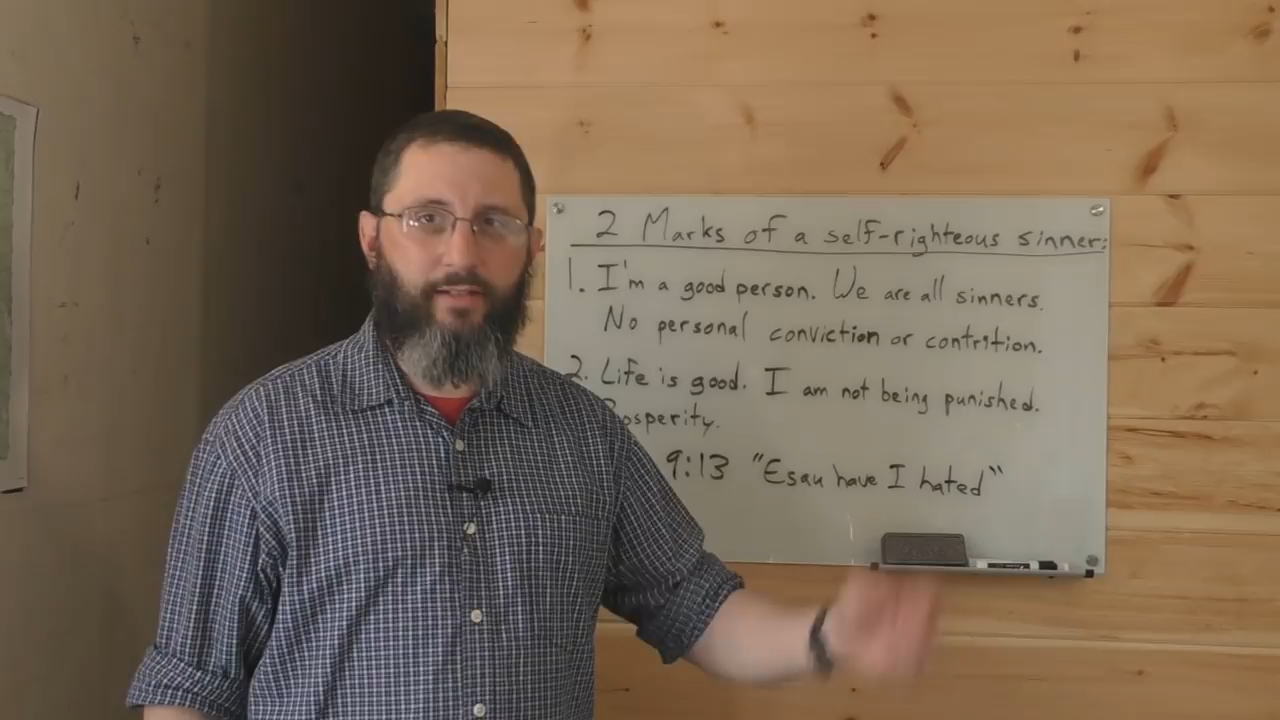 2 Marks of a self-righteous sinner:
1. I'm a good person. We are all sinners.
No personal conviction or contrition.
2. Life is good. I am not being punished.
osperity.
9:13 "Esau have I hated"